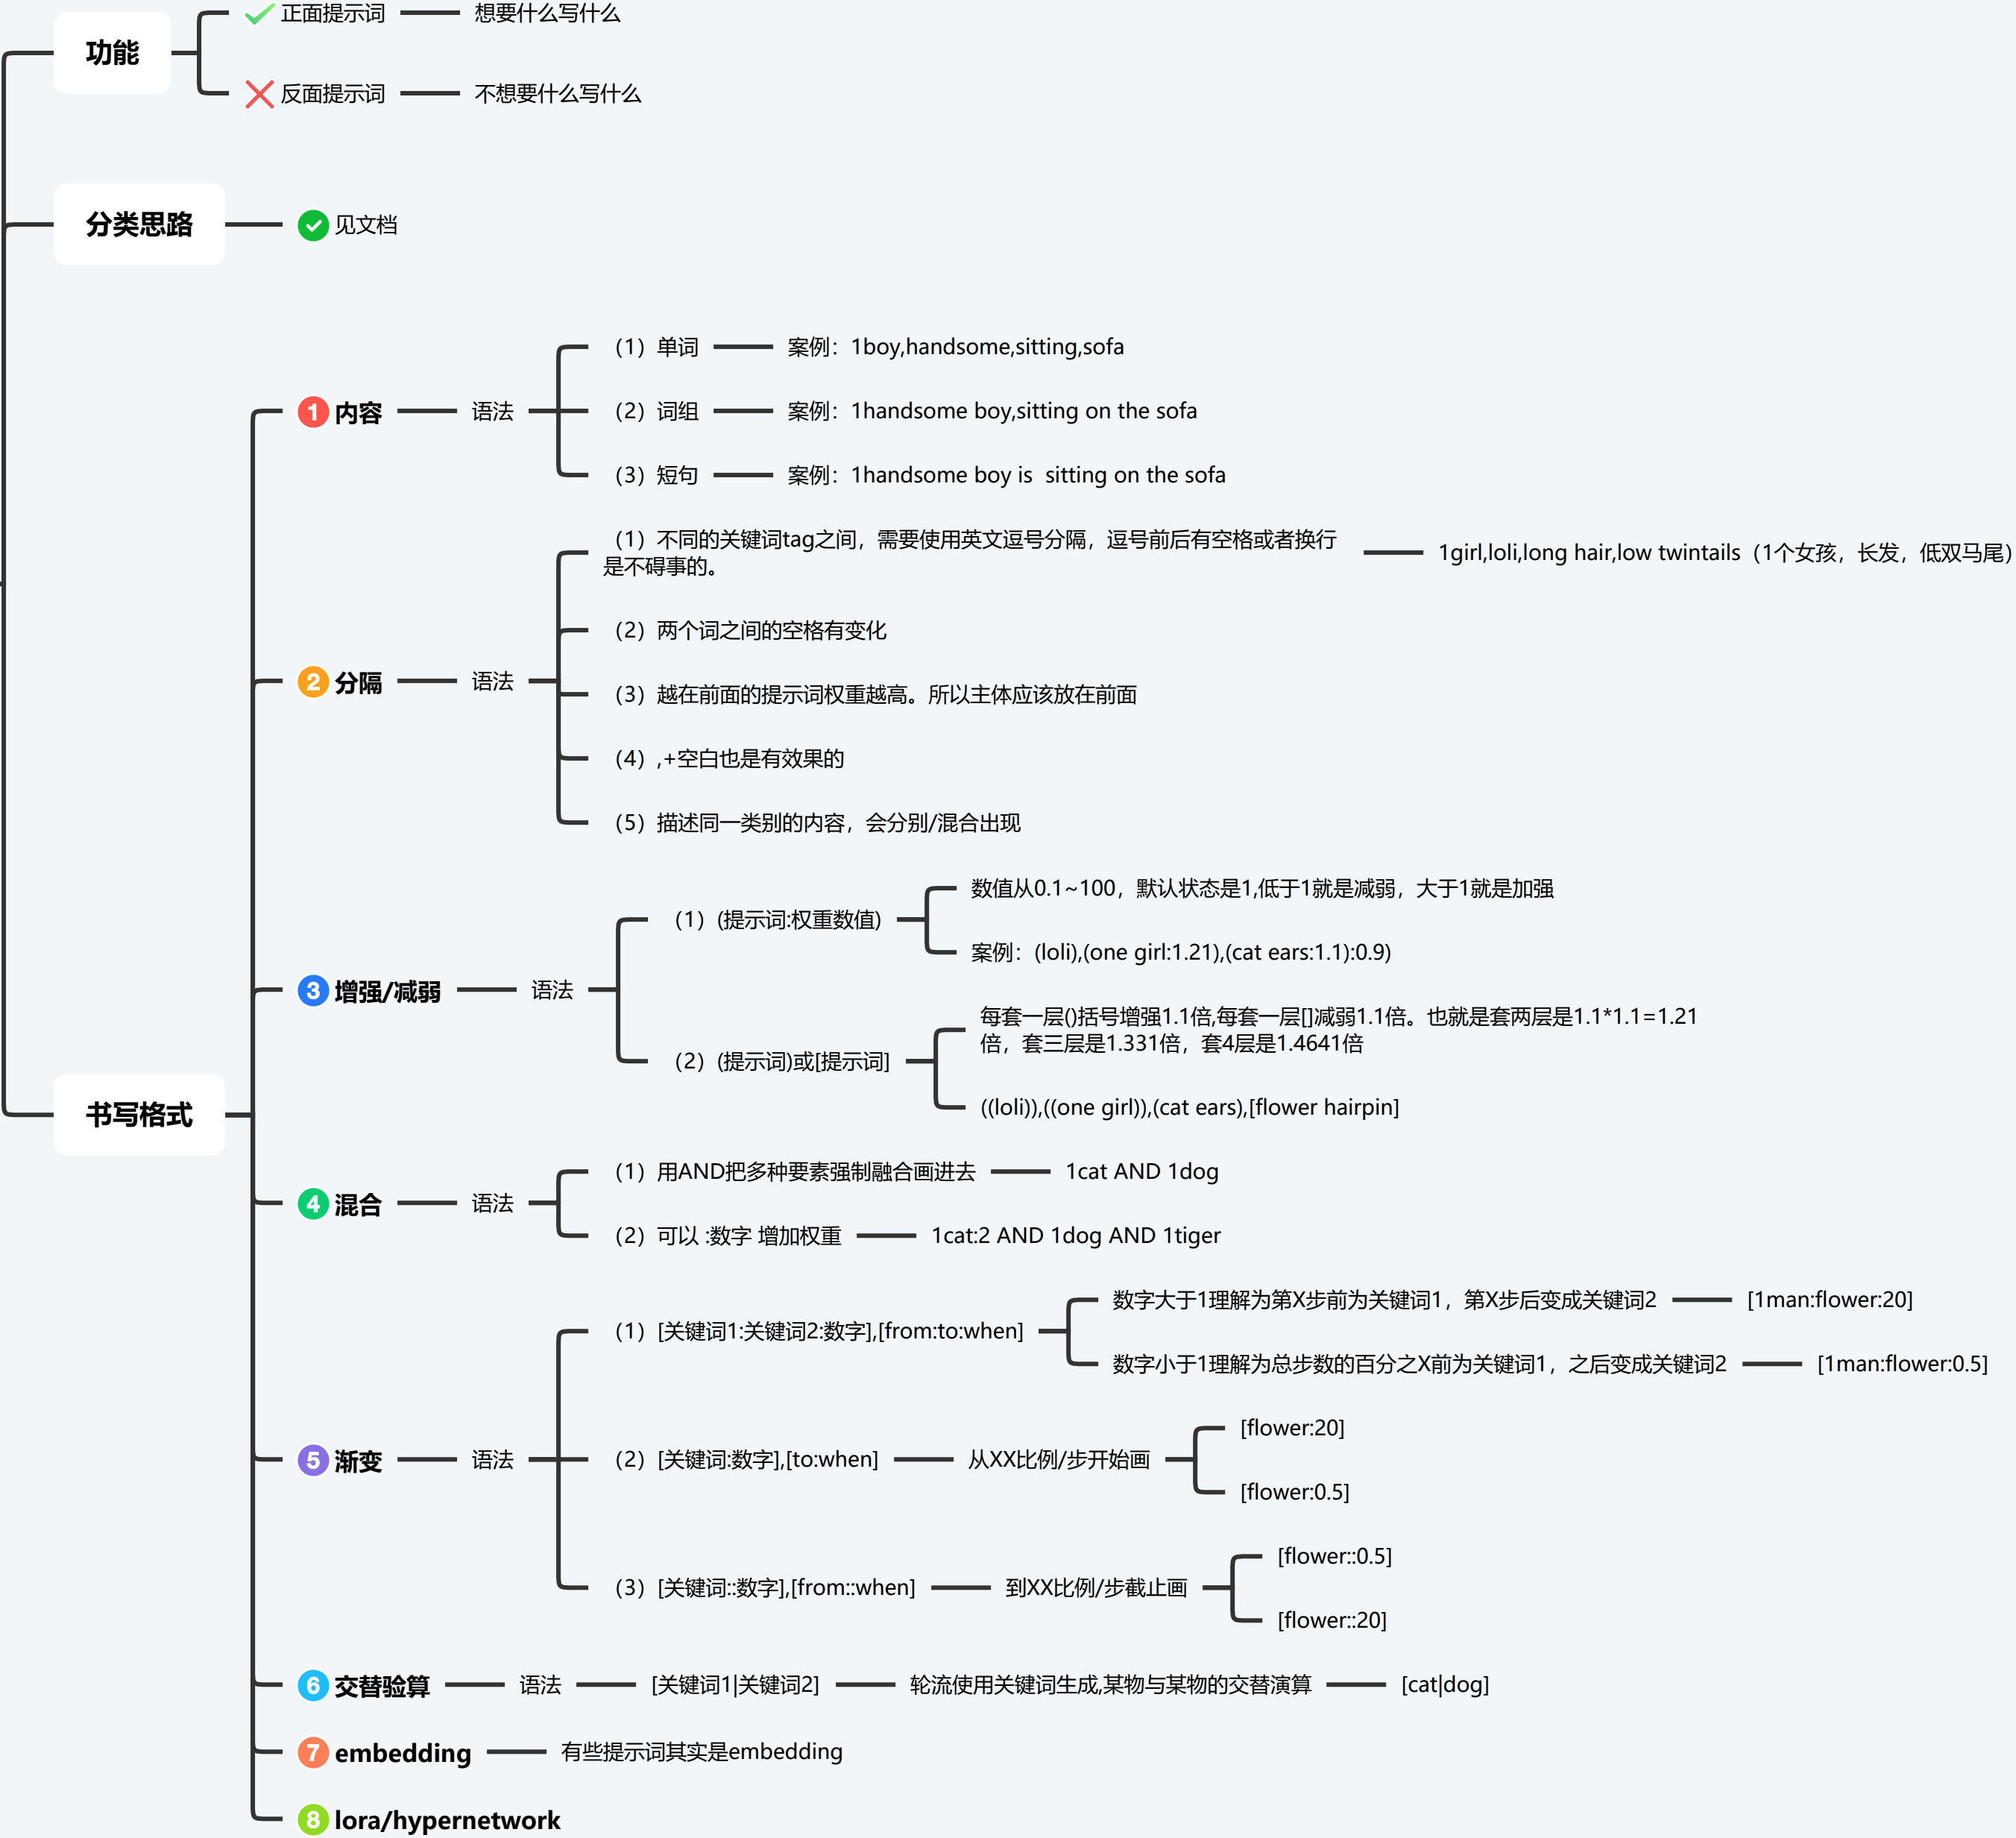 功能
正面提示词
想要什么写什么
反面提示词
不想要什么写什么
分类思路
见文档
书写格式
1 内容
语法
（1）单词
案例：1boy,handsome,sitting,sofa
（2）词组
案例：1handsome boy,sitting on the sofa
（3）短句
案例：1handsome boy is  sitting on the sofa
2 分隔
语法
（1）不同的关键词tag之间，需要使用英文逗号分隔，逗号前后有空格或者换行
是不碍事的。
1girl,loli,long hair,low twintails（1个女孩，长发，低双马尾）
（2）两个词之间的空格有变化
（3）越在前面的提示词权重越高。所以主体应该放在前面
（4）,+空白也是有效果的
（5）描述同一类别的内容，会分别/混合出现
3 增强/减弱
语法
（1）(提示词:权重数值)
数值从0.1~100，默认状态是1,低于1就是减弱，大于1就是加强
案例：(loli),(one girl:1.21),(cat ears:1.1):0.9)
（2）(提示词)或[提示词]
每套一层()括号增强1.1倍,每套一层[]减弱1.1倍。也就是套两层是1.1*1.1=1.21
倍，套三层是1.331倍，套4层是1.4641倍
((loli)),((one girl)),(cat ears),[flower hairpin]
4 混合
语法
（1）用AND把多种要素强制融合画进去
1cat AND 1dog
（2）可以 :数字 增加权重
1cat:2 AND 1dog AND 1tiger
5 渐变
语法
（1）[关键词1:关键词2:数字],[from:to:when]
数字大于1理解为第X步前为关键词1，第X步后变成关键词2
[1man:flower:20]
数字小于1理解为总步数的百分之X前为关键词1，之后变成关键词2
[1man:flower:0.5]
（2）[关键词:数字],[to:when]
从XX比例/步开始画
[flower:20]
[flower:0.5]
（3）[关键词::数字],[from::when]
到XX比例/步截止画
[flower::0.5]
[flower::20]
6 交替验算
语法
[关键词1|关键词2]
轮流使用关键词生成,某物与某物的交替演算
[cat|dog]
7 embedding
有些提示词其实是embedding
8 lora/hypernetwork